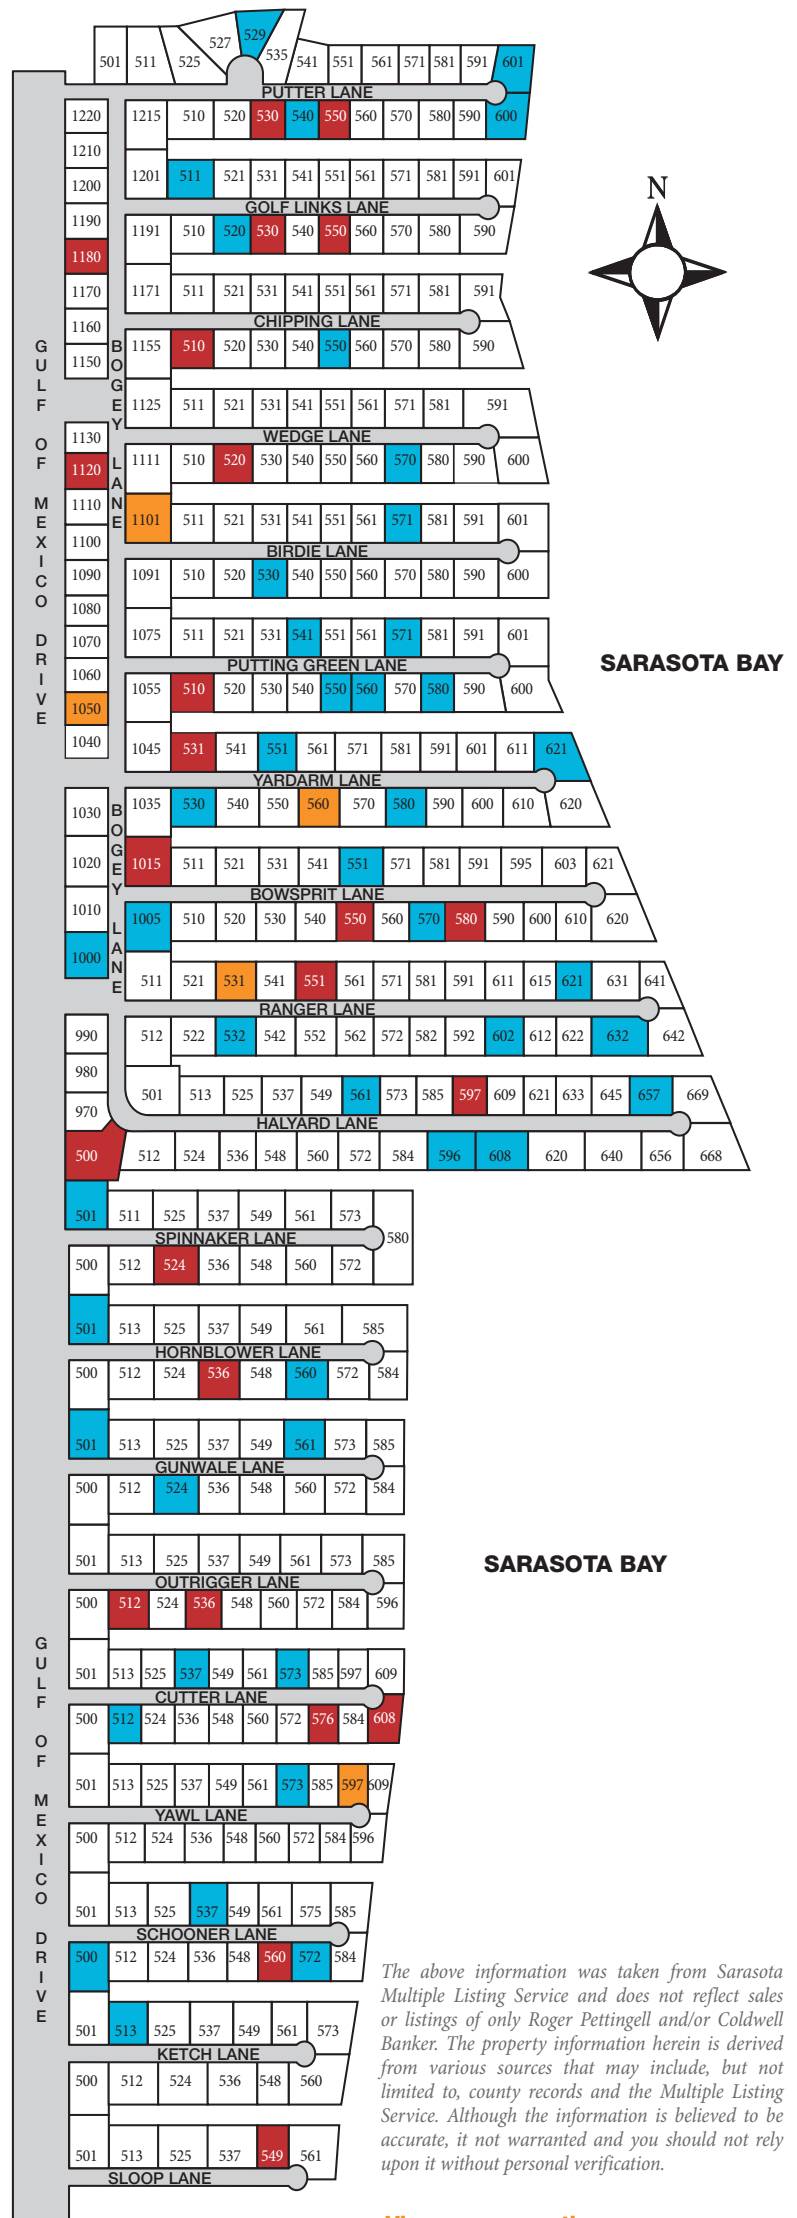 501 511 525 527 529 535 541 551 561 571 581 591 601
PUTTER LANE
1220 1215 510 520 530 540 550 560 570 580 590 600
1210
1200 1201 511 521 531 541 551 561 571 581 591 601
GOLF LINKS LANE
1190 1191 510 520 530 540 550 560 570 580 590
1180
1170 1171 511 521 531 541 551 561 571 581 591
CHIPPING LANE
1160
1150 1155 510 520 530 540 550 560 570 580 590
1125 511 521 531 541 551 561 571 581 591
WEDGE LANE
1130
1120 1111 510 520 530 540 550 560 570 580 590 600
1110 1101 511 521 531 541 551 561 571 581 591 601
BIRDIE LANE
1100
1090 1091 510 520 530 540 550 560 570 580 590 600
1080
1070 1075 511 521 531 541 551 561 571 581 591 601
PUTTING GREEN LANE
1060
1050 1055 510 520 530 540 550 560 570 580 590 600
1040 1045 531 541 551 561 571 581 591 601 611 621
YARDARM LANE
1030 1035 530 540 550 560 570 580 590 600 610 620
1020 1015 511 521 531 541 551 571 581 591 595 603 621
BOWSPRIT LANE
1010 1005 510 520 530 540 550 560 570 580 590 600 610 620
1000 511 521 531 541 551 561 571 581 591 611 615 621 631 641
RANGER LANE
990 512 522 532 542 552 562 572 582 592 602 612 622 632 642
980
970 501 513 525 537 549 561 573 585 597 609 621 633 645 657 669
HALYARD LANE
500 512 524 536 548 560 572 584 596 608 620 640 656 668
501 511 525 537 549 561 573 580
SPINNAKER LANE
500 512 524 536 548 560 572
501 513 525 537 549 561 585
HORNBLOWER LANE
500 512 524 536 548 560 572 584
501 513 525 537 549 561 573 585
GUNWALE LANE
500 512 524 536 548 560 572 584
501 513 525 537 549 561 573 585
OUTRIGGER LANE
500 512 524 536 548 560 572 584 596
501 513 525 537 549 561 573 585 597 609
CUTTER LANE
500 512 524 536 548 560 572 576 584 608
501 513 525 537 549 561 573 585 597 609
YAWL LANE
500 512 524 536 548 560 572 584 596
501 513 525 537 549 561 575 585
SCHOONER LANE
500 512 524 536 548 560 572 584
501 513 525 537 549 561 573
KETCH LANE
500 512 524 536 548 560
501 513 525 537 549 561
SLOOP LANE
GULF OF MEXICO DRIVE
BOGEY LANE
BOGEY LANE
GULF OF MEXICO DRIVE
N
SARASOTA BAY
SARASOTA BAY
The above information was taken from Sarasota
Multiple Listing Service and does not reflect sales
or listings of only Roger Pettingell and/or Coldwell
Banker. The property information herein is derived
from various sources that may include, but not
limited to, county records and the Multiple Listing
Service. Although the information is believed to be
accurate, it not warranted and you should not rely
upon it without personal verification.